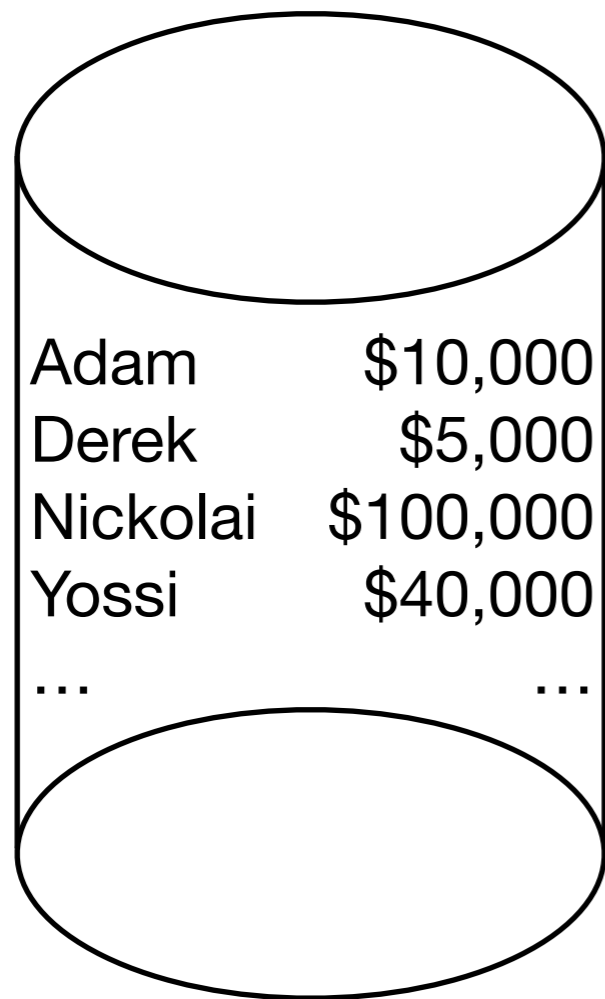 Adam $10,000
Derek $5,000
Nickolai $100,000
Yossi $40,000
... ...